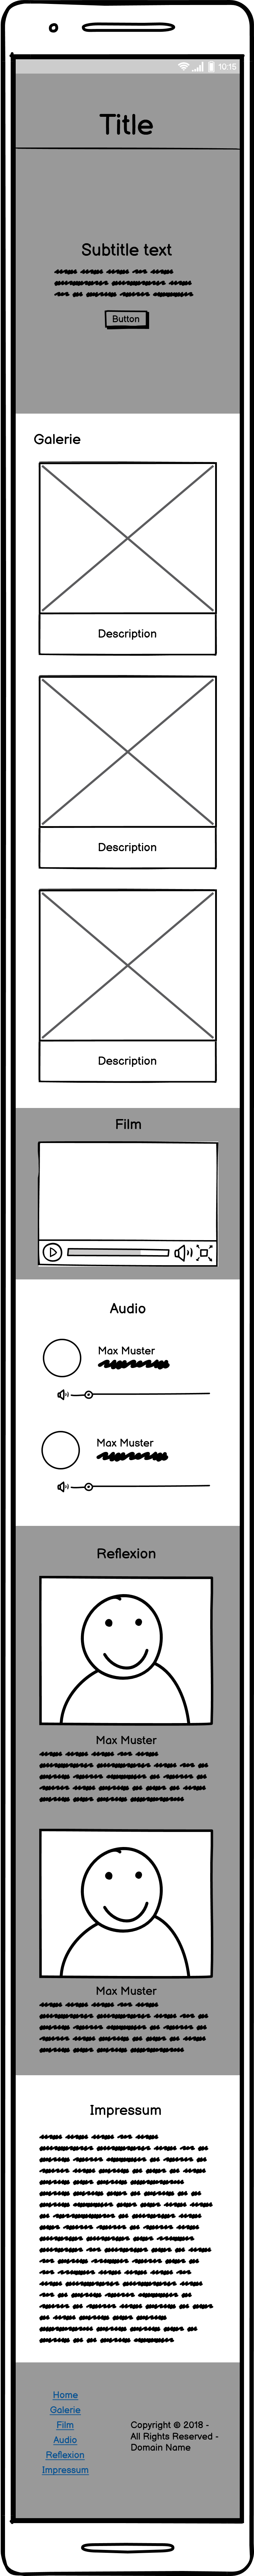 10:15
Title
Subtitle text
Button
Galerie
Description
Description
Description
Film
Audio
Max Muster
Max Muster
Reflexion
Max Muster
Max Muster
Impressum
Home
Galerie
Film
Audio
Reflexion
Impressum
Copyright © 2018 -
All Rights Reserved -
Domain Name